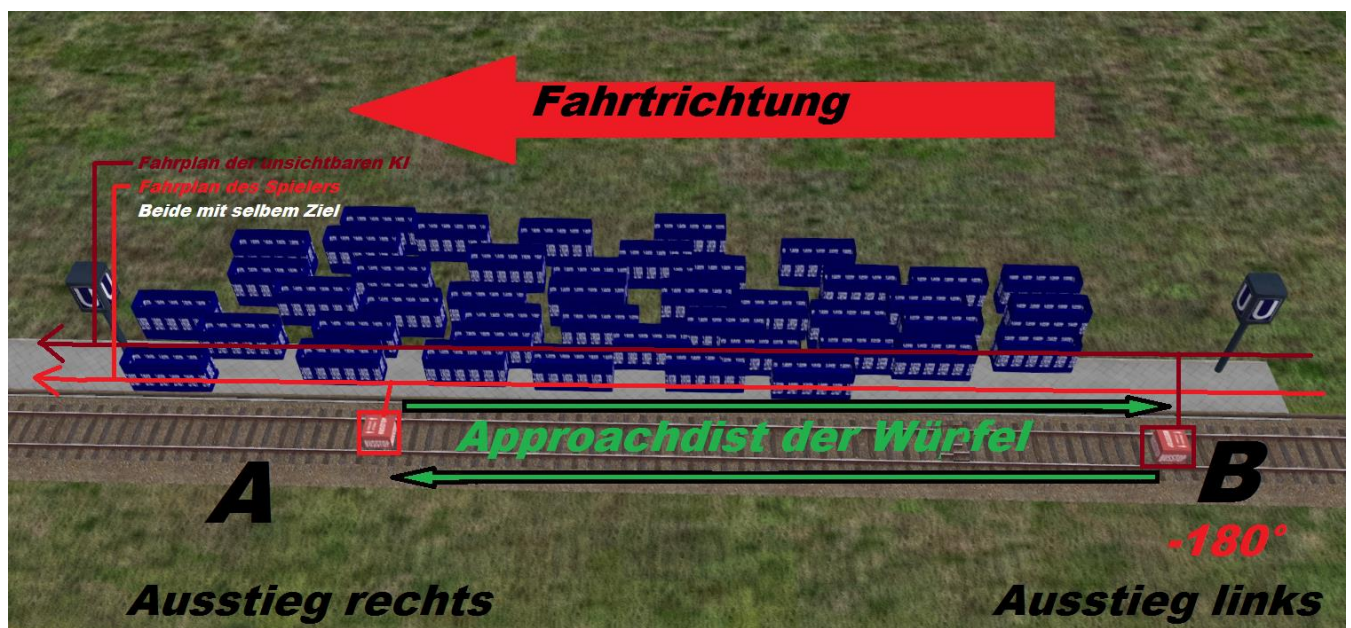 Fahrtrichtung
Fahrplan der unsichtbaren KI
Fahrplan des Spielers
Beide mit selbem Ziel
U U
U
Approachdist der Würfel
A
B
-180°
Ausstieg rechts
Ausstieg links